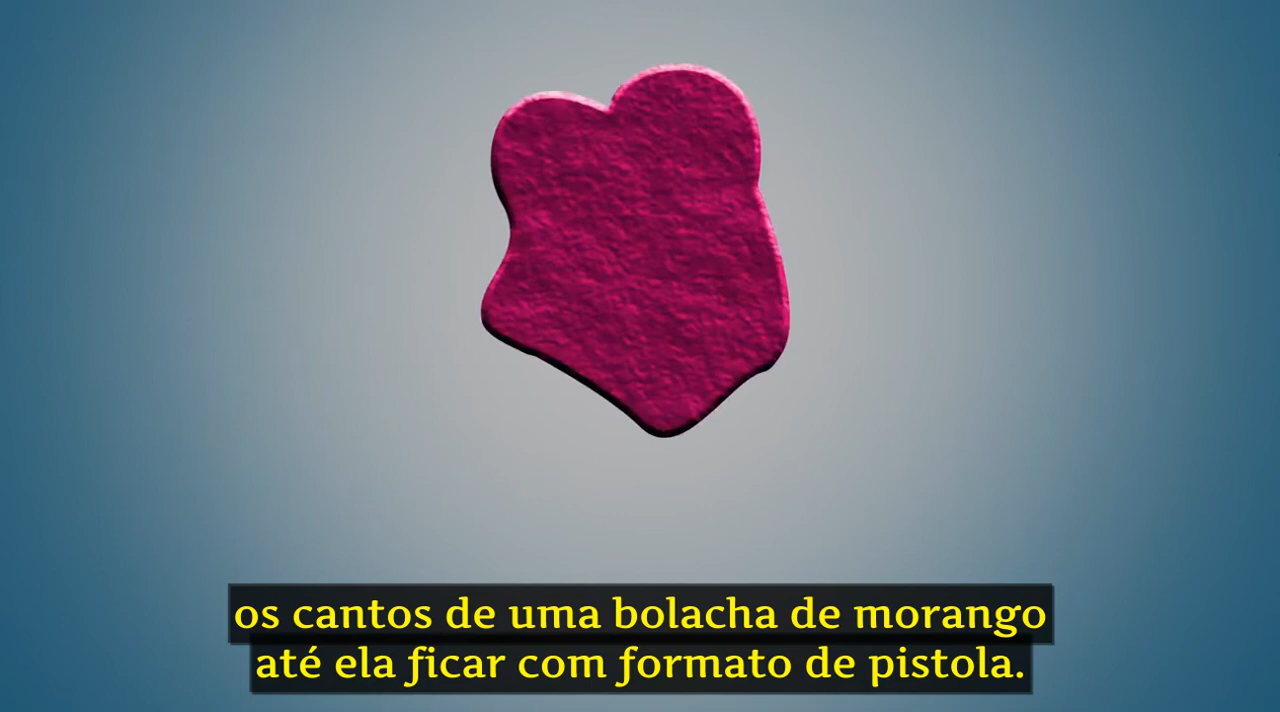 os cantos de uma bolacha de morango
até ela ficar com formato de pistola.